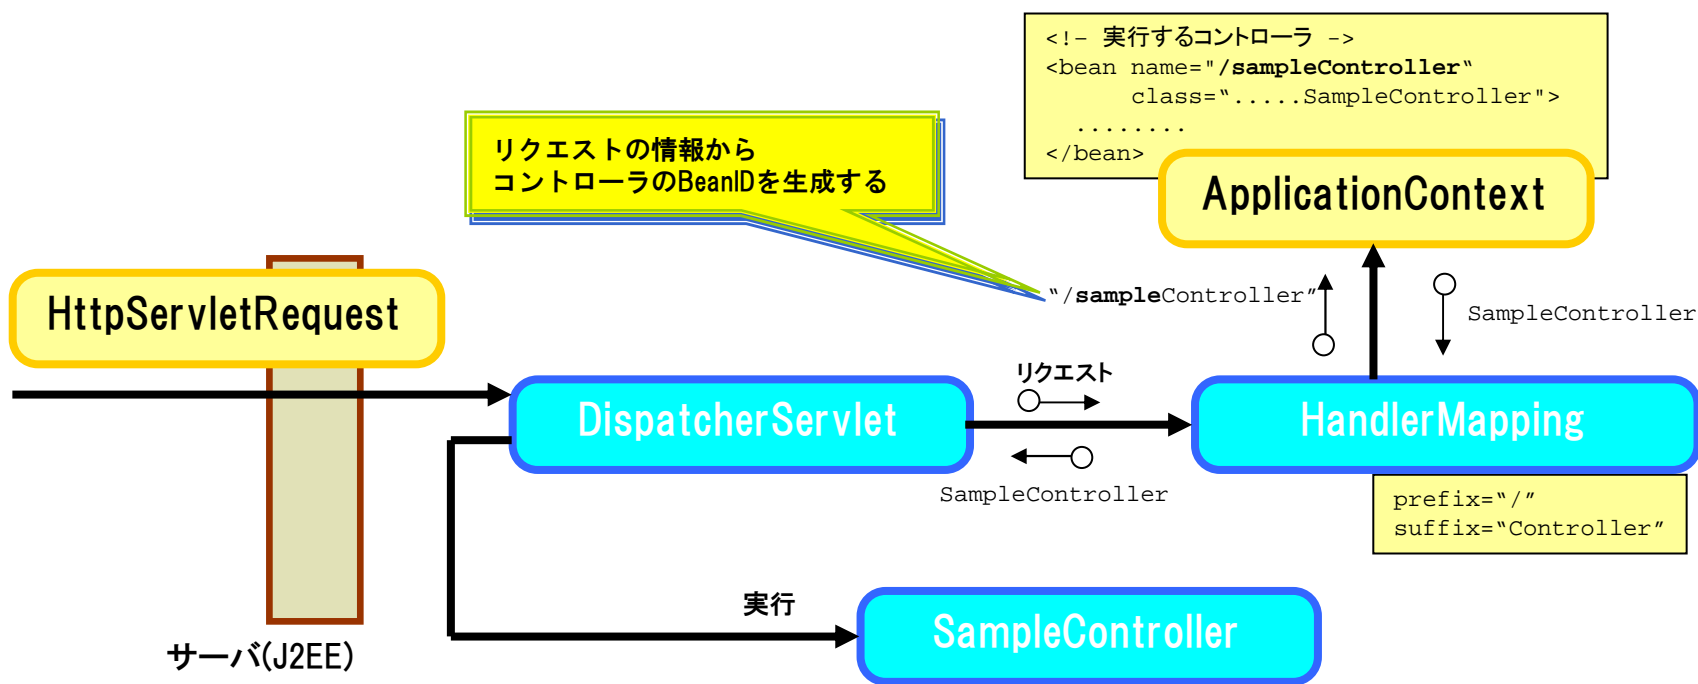 <!– 実行するコントローラ –>
<bean name="/sampleController“
class=“.....SampleController">
........
</bean>
ApplicationContext
リクエストの情報から
コントローラのBeanIDを生成する
“/sampleController”
SampleController
HttpServletRequest
リクエスト
DispatcherServlet
HandlerMapping
SampleController
prefix=“/”
suffix=“Controller”
実行
SampleController
サーバ(J2EE)